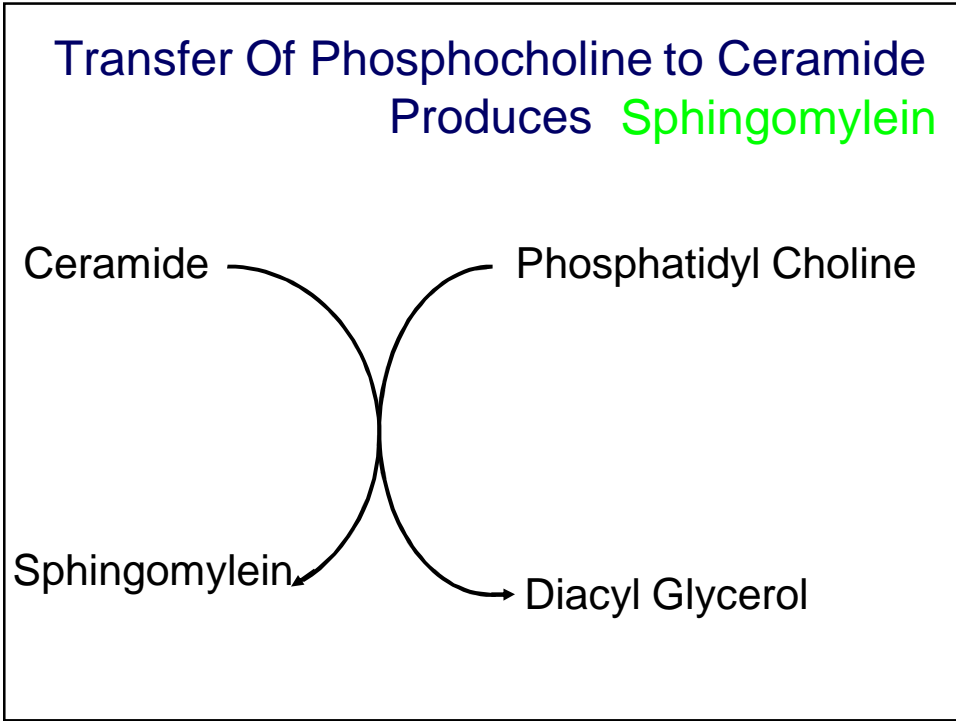 Transfer Of Phosphocholine to Ceramide
Produces Sphingomylein
Ceramide
Phosphatidyl Choline
Sphingomylein
Diacyl Glycerol